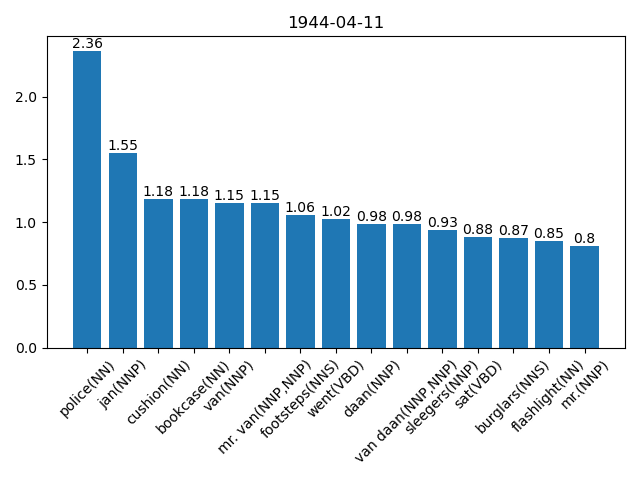 1944-04-11
2.36
1.55
1.18
1.18
1.15
1.15
1.06
1.02
0.98
0.98
0.93
0.88
0.87
0.85
0.8
2.0
1.5
1.0
0.5
0.0
police(NN)
jan(NNP)
cushion(NN)
bookcase(NN)
van(NNP)
mr. van(NNP,NNP)
footsteps(NNS)
went(VBD)
daan(NNP)
van daan(NNP,NNP)
sleegers(NNP)
sat(VBD)
burglars(NNS)
flashlight(NN)
mr.(NNP)